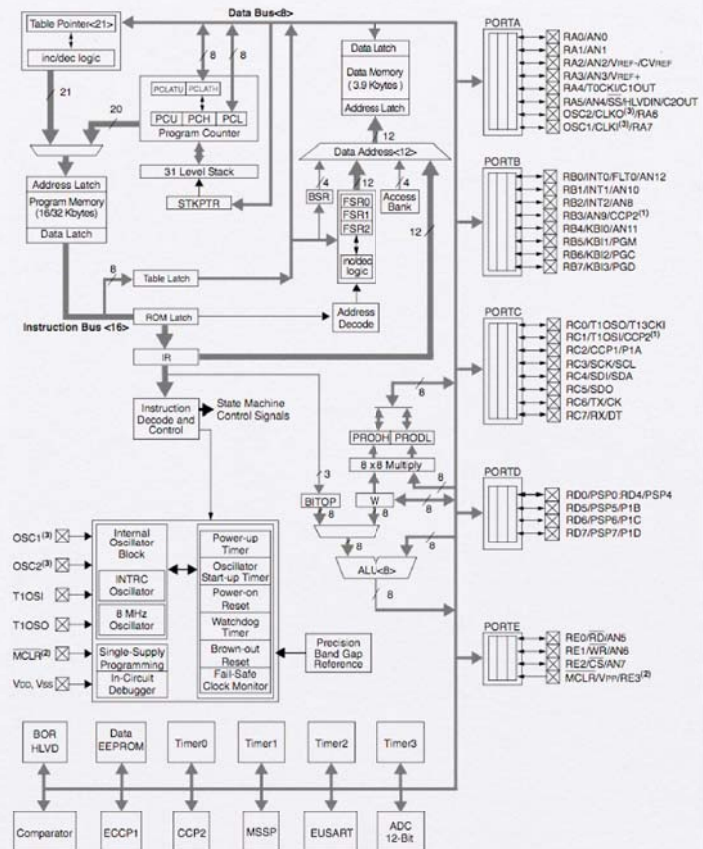 Data Bus<8>
Table Pointer<21>
inc/dec logic
21
20
8
8
PCLATU
PCLATH
PCU
PCH
PCL
Program Counter
31 Level Stack
STKPTR
Address Latch
Program Memory
(16/32 Kbytes)
Data Latch
8
Table Latch
Instruction Bus <16>
ROM Latch
IR
Data Latch
Data Memory
(3.9 Kbytes)
Address Latch
12
Data Address<12>
4
12
4
BSR
FSR0
FSR1
FSR2
Access
Bank
12
inc/dec
logic
Address
Decode
Instruction
Decode and
Control
State Machine
Control Signals
8
PRODH
PRODL
8 x 8 Multiply
3
BITOP
W
8
8
8
8
8
ALU<8>
8
OSC1(3)
OSC2(3)
T1OSI
T1OSO
MCLR(2)
VDD, VSS
Internal
Oscillator
Block
INTRC
Oscillator
8 MHz
Oscillator
Single-Supply
Programming
In-Circuit
Debugger
Power-up
Timer
Oscillator
Start-up Timer
Power-on
Reset
Watchdog
Timer
Brown-out
Reset
Fail-Safe
Clock Monitor
Precision
Band Gap
Reference
PORTA
RA0/AN0
RA1/AN1
RA2/AN2/VREF-/CVREF
RA3/AN3/VREF+
RA4/T0CKI/C1OUT
RA5/AN4/SS/HLVDIN/C2OUT
OSC2/CLKO(3)/RA6
OSC1/CLKI(3)/RA7
PORTB
RB0/INT0/FLT0/AN12
RB1/INT1/AN10
RB2/INT2/AN8
RB3/AN9/CCP2(1)
RB4/KBI0/AN11
RB5/KBI1/PGM
RB6/KBI2/PGC
RB7/KBI3/PGD
PORTC
RC0/T1OSO/T13CKI
RC1/T1OSI/CCP2(1)
RC2/CCP1/P1A
RC3/SCK/SCL
RC4/SDI/SDA
RC5/SDO
RC6/TX/CK
RC7/RX/DT
PORTD
RD0/PSP0:RD4/PSP4
RD5/PSP5/P1B
RD6/PSP6/P1C
RD7/PSP7/P1D
PORTE
RE0/RD/AN5
RE1/WR/AN6
RE2/CS/AN7
MCLR/VPP/RE3(2)
BOR
HLVD
Data
EEPROM
Timer0
Timer1
Timer2
Timer3
Comparator
ECCP1
CCP2
MSSP
EUSART
ADC
12-Bit